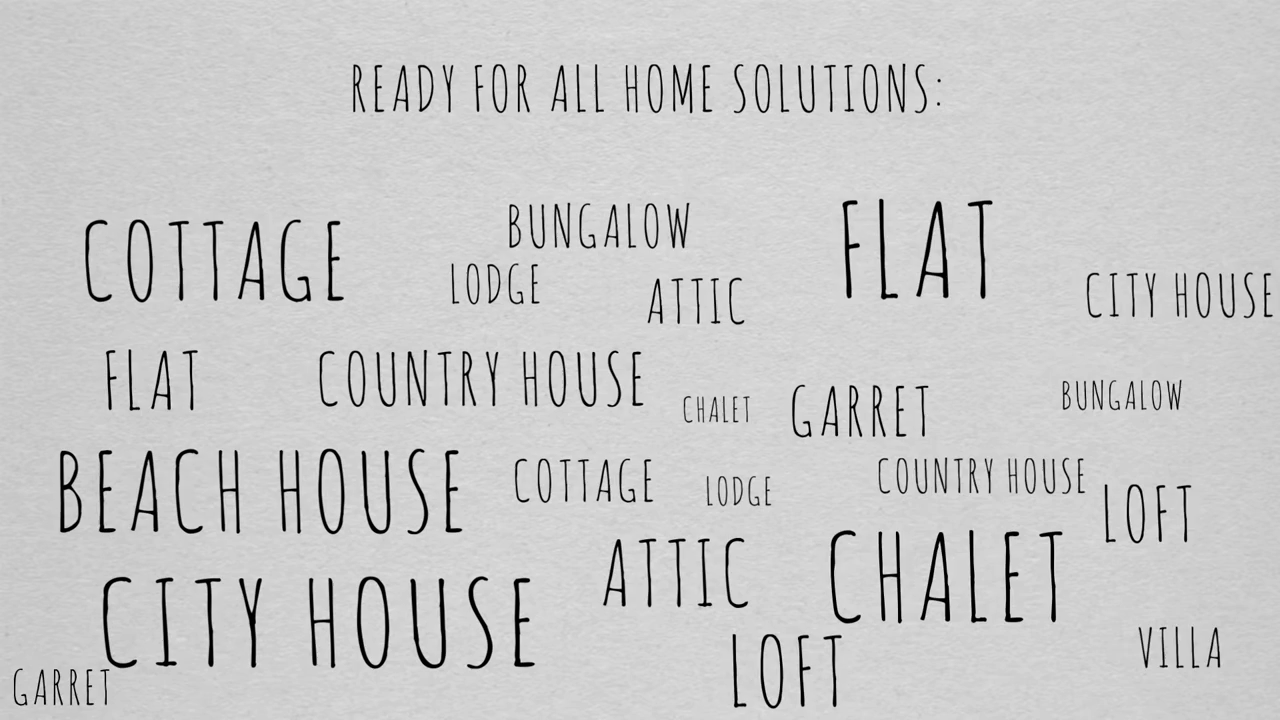 READY FOR ALL HOME SOLUTIONS:
COTTAGE
BUNGALOW
FLAT
LODGE
ATTIC
CITY HOUSE
FLAT
COUNTRY HOUSE
CHALET
GARRET
BUNGALOW
BEACH HOUSE
COTTAGE
LODGE
COUNTRY HOUSE
LOFT
CITY HOUSE
ATTIC
CHALET
LOFT
VILLA
GARRET